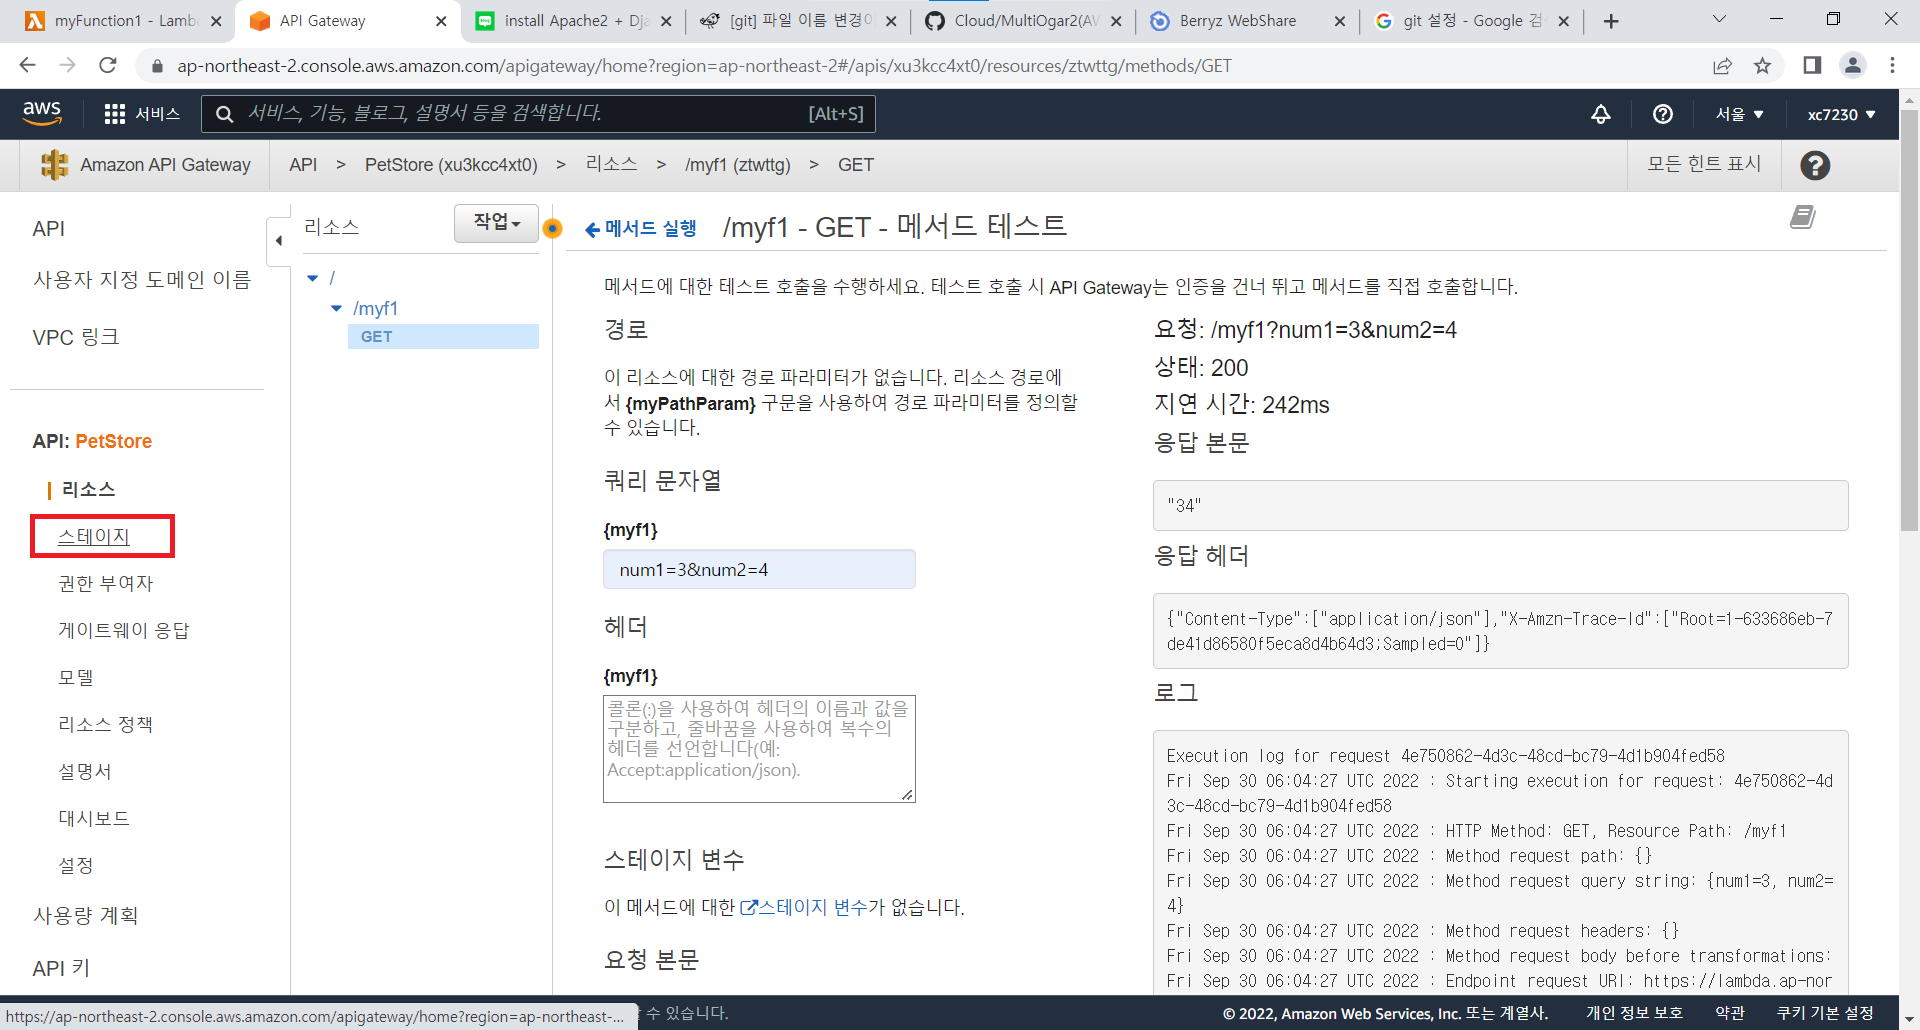 myFunction1 - Lamb
API Gateway
install Apache2 + Dja
[git] 파일 이름 변경이
Cloud/MultiOgar2(AV
Berryz WebShare
git 설정 - Google 검색
ap-northeast-2.console.aws.amazon.com/apigateway/home?region=ap-northeast-2#/apis/xu3kcc4xt0/resources/ztwttg/methods/GET
aws
서비스
서비스, 기능, 블로그, 설명서 등을 검색합니다.
[Alt+S]
서울
xc7230
Amazon API Gateway
API > PetStore (xu3kcc4xt0) > 리소스 > /myf1 (ztwttg) > GET
모든 힌트 표시
API
사용자 지정 도메인 이름
VPC 링크
API: PetStore
리소스
스테이지
권한 부여자
게이트웨이 응답
모델
리소스 정책
설명서
대시보드
설정
사용량 계획
API 키
리소스
작업
/
/myf1
GET
메서드 실행
/myf1 - GET - 메서드 테스트
메서드에 대한 테스트 호출을 수행하세요. 테스트 호출 시 API Gateway는 인증을 건너 뛰고 메서드를 직접 호출합니다.
경로
이 리소스에 대한 경로 파라미터가 없습니다. 리소스 경로에
서 {myPathParam} 구문을 사용하여 경로 파라미터를 정의할
수 있습니다.
쿼리 문자열
{myf1}
num1=3&num2=4
헤더
{myf1}
콜론(:)을 사용하여 헤더의 이름과 값을
구분하고, 줄바꿈을 사용하여 복수의
헤더를 선언합니다(예:
Accept:application/json).
스테이지 변수
이 메서드에 대한 스테이지 변수가 없습니다.
요청 본문
요청: /myf1?num1=3&num2=4
상태: 200
지연 시간: 242ms
응답 본문
"34"
응답 헤더
{"Content-Type":["application/json"],"X-Amzn-Trace-Id":["Root=1-633686eb-7
de41d86580f5eca8d4b64d3;Sampled=0"]}
로그
Execution log for request 4e750862-4d3c-48cd-bc79-4d1b904fed58
Fri Sep 30 06:04:27 UTC 2022 : Starting execution for request: 4e750862-4d
3c-48cd-bc79-4d1b904fed58
Fri Sep 30 06:04:27 UTC 2022 : HTTP Method: GET, Resource Path: /myf1
Fri Sep 30 06:04:27 UTC 2022 : Method request path: {}
Fri Sep 30 06:04:27 UTC 2022 : Method request query string: {num1=3, num2=
4}
Fri Sep 30 06:04:27 UTC 2022 : Method request headers: {}
Fri Sep 30 06:04:27 UTC 2022 : Method request body before transformations:
Fri Sep 30 06:04:27 UTC 2022 : Endpoint request URI: https://lambda.ap-nor
https://ap-northeast-2.console.aws.amazon.com/apigateway/home?region=ap-northeast-...
수 있습니다.
© 2022, Amazon Web Services, Inc. 또는 계열사.
개인 정보 보호
약관
쿠키 기본 설정